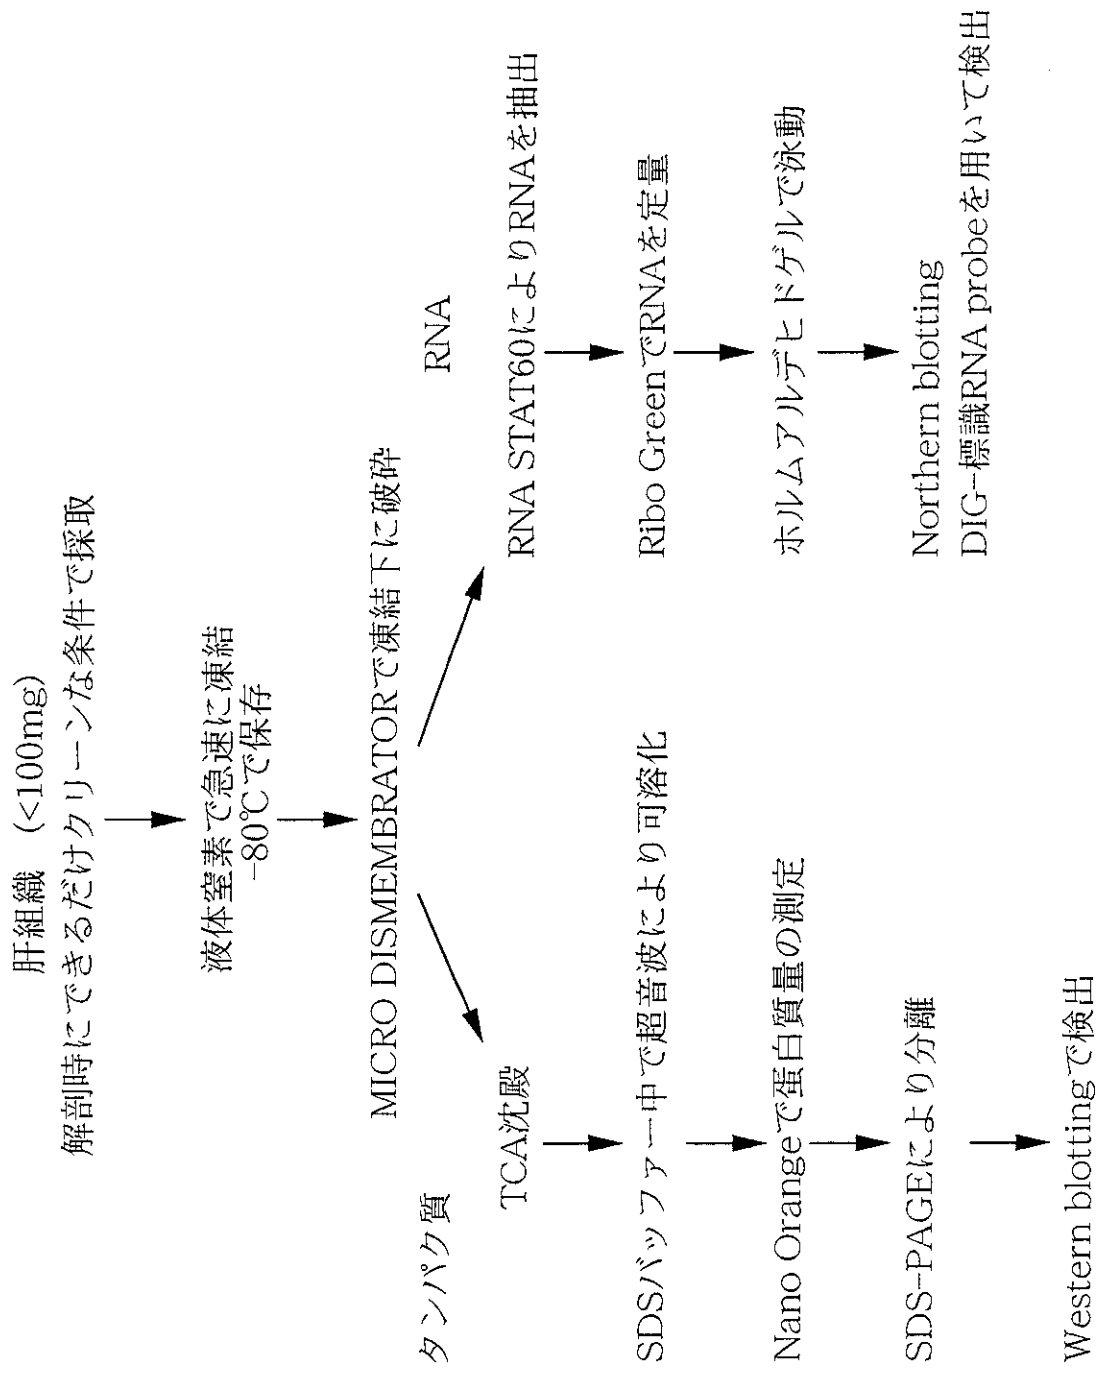 肝組織 (<100mg)
解剖時にできるだけクリーンな条件で採取
液体窒素で急速に凍結
-80℃で保存
MICRO DISMEMBRATORで凍結下に破砕
タンパク質
TCA沈殿
SDSバッファー中で超音波により可溶化
Nano Orangeで蛋白質量の測定
SDS-PAGEにより分離
Western blottingで検出
RNA
RNA STAT60によりRNAを抽出
Ribo GreenでRNAを定量
ホルムアルデヒドゲルで泳動
Northern blotting
DIG-標識RNA probeを用いて検出